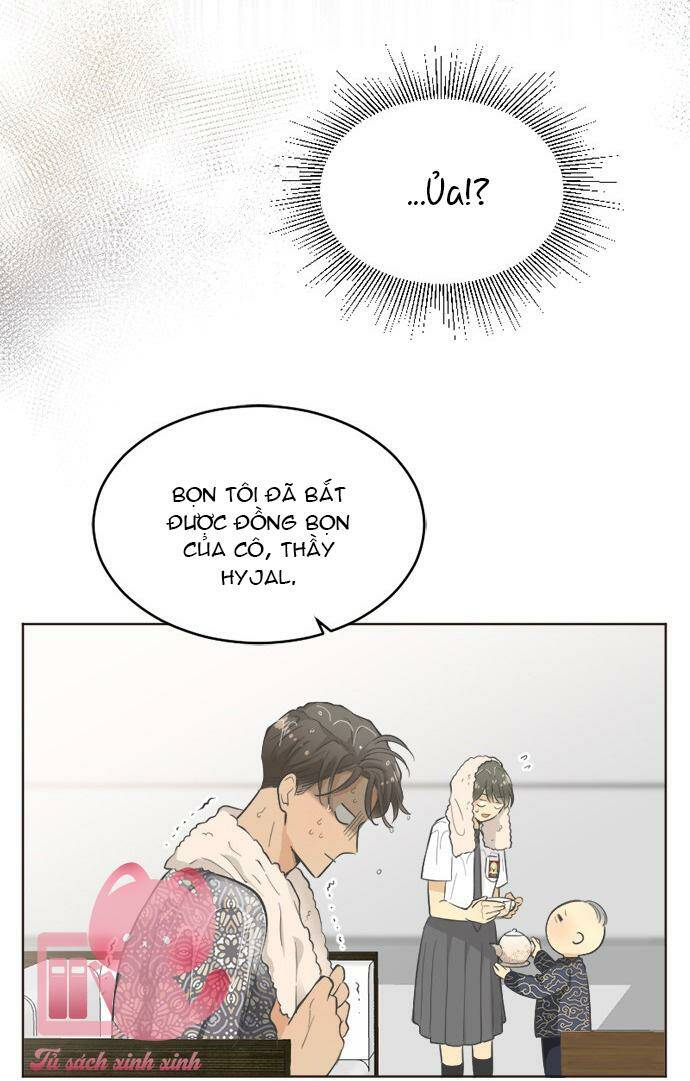 ...Ủa!?
BỌN TÔI ĐÃ BẮT
ĐƯỢC ĐỒNG BỌN
CỦA CÔ, THẦY
HYJAL.
Tủ sách xinh xinh